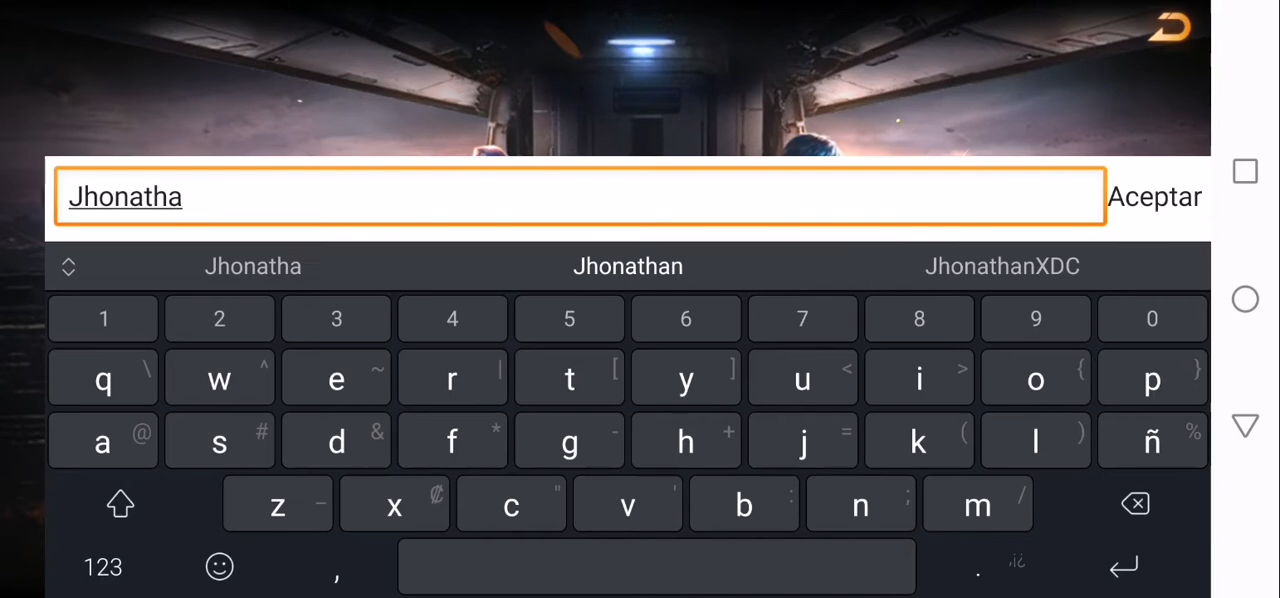 Jhonatha
Aceptar
Jhonatha Jhonathan JhonathanXDC
1 2 3 4 5 6 7 8 9 0
q \ w ^ e ~ r | t [ y ] u < i > o { p }
a @ s # d & f * g - h + j = k ( l ) ñ %
z _ x ₡ c " v ' b : n ; m /
123 , . ,¡¿